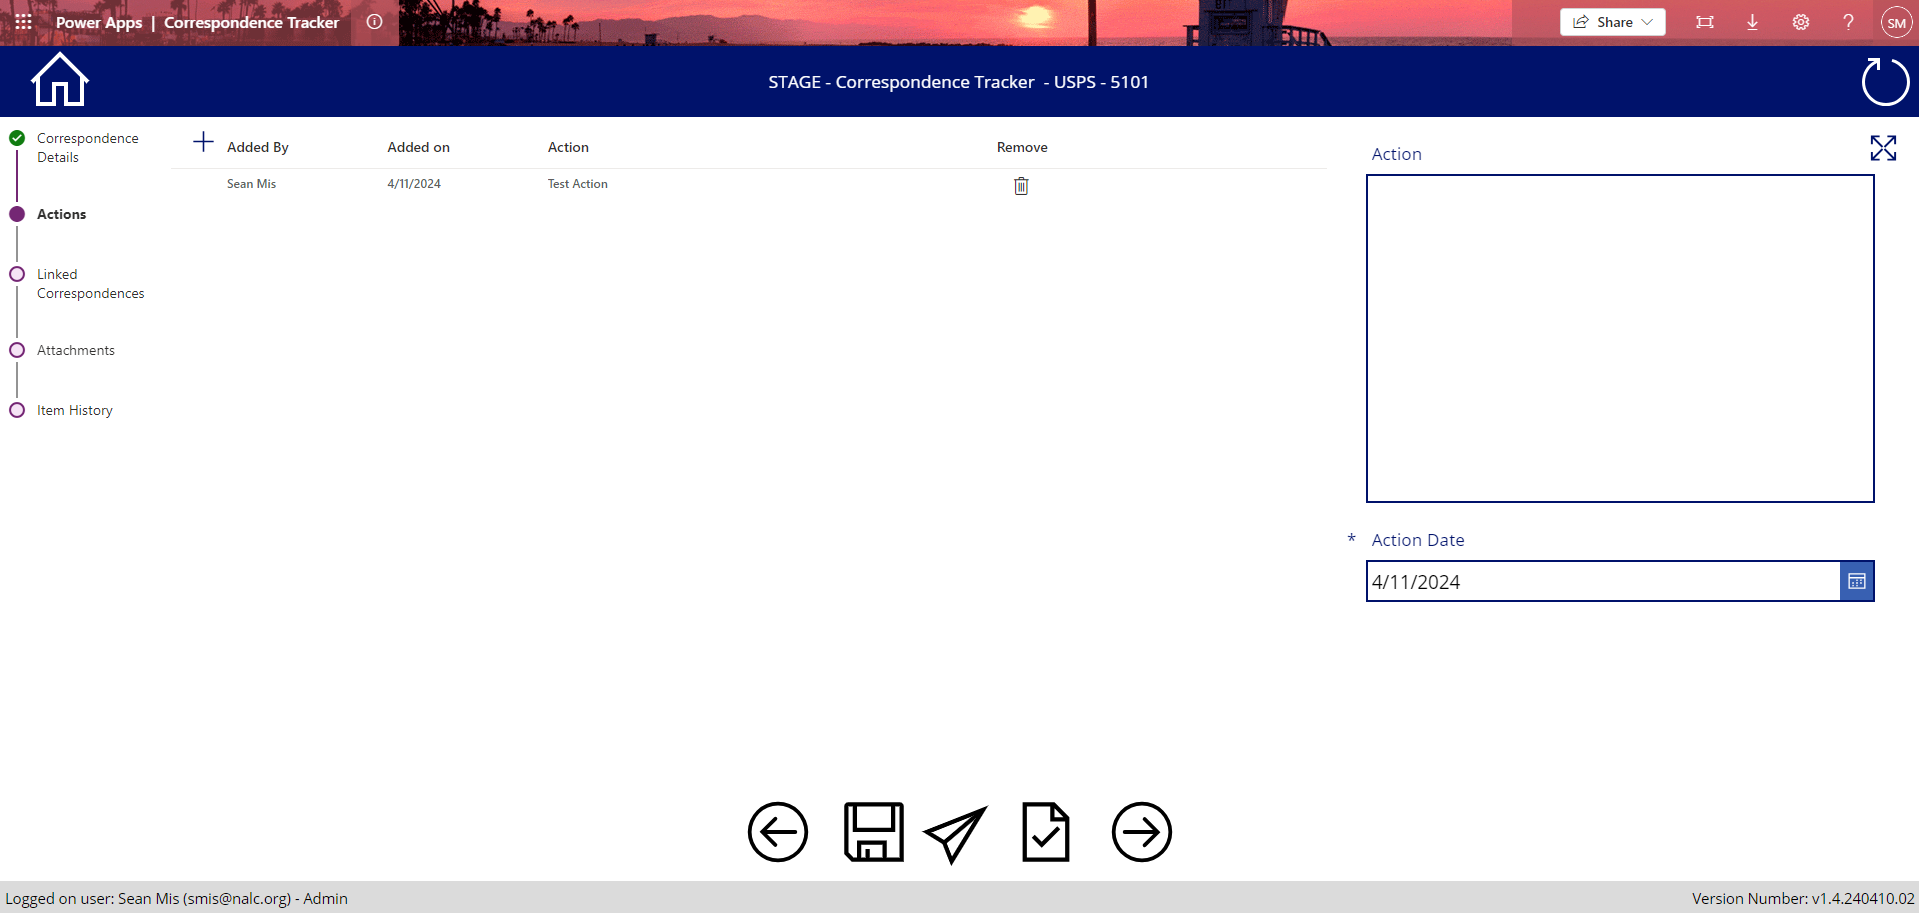 Power Apps | Correspondence Tracker
Share
?
SM
STAGE - Correspondence Tracker - USPS - 5101
Correspondence
Details
Actions
Linked
Correspondences
Attachments
Item History
Added By Added on Action Remove
Sean Mis 4/11/2024 Test Action
Action
* Action Date
4/11/2024
Logged on user: Sean Mis (smis@nalc.org) - Admin
Version Number: v1.4.240410.02